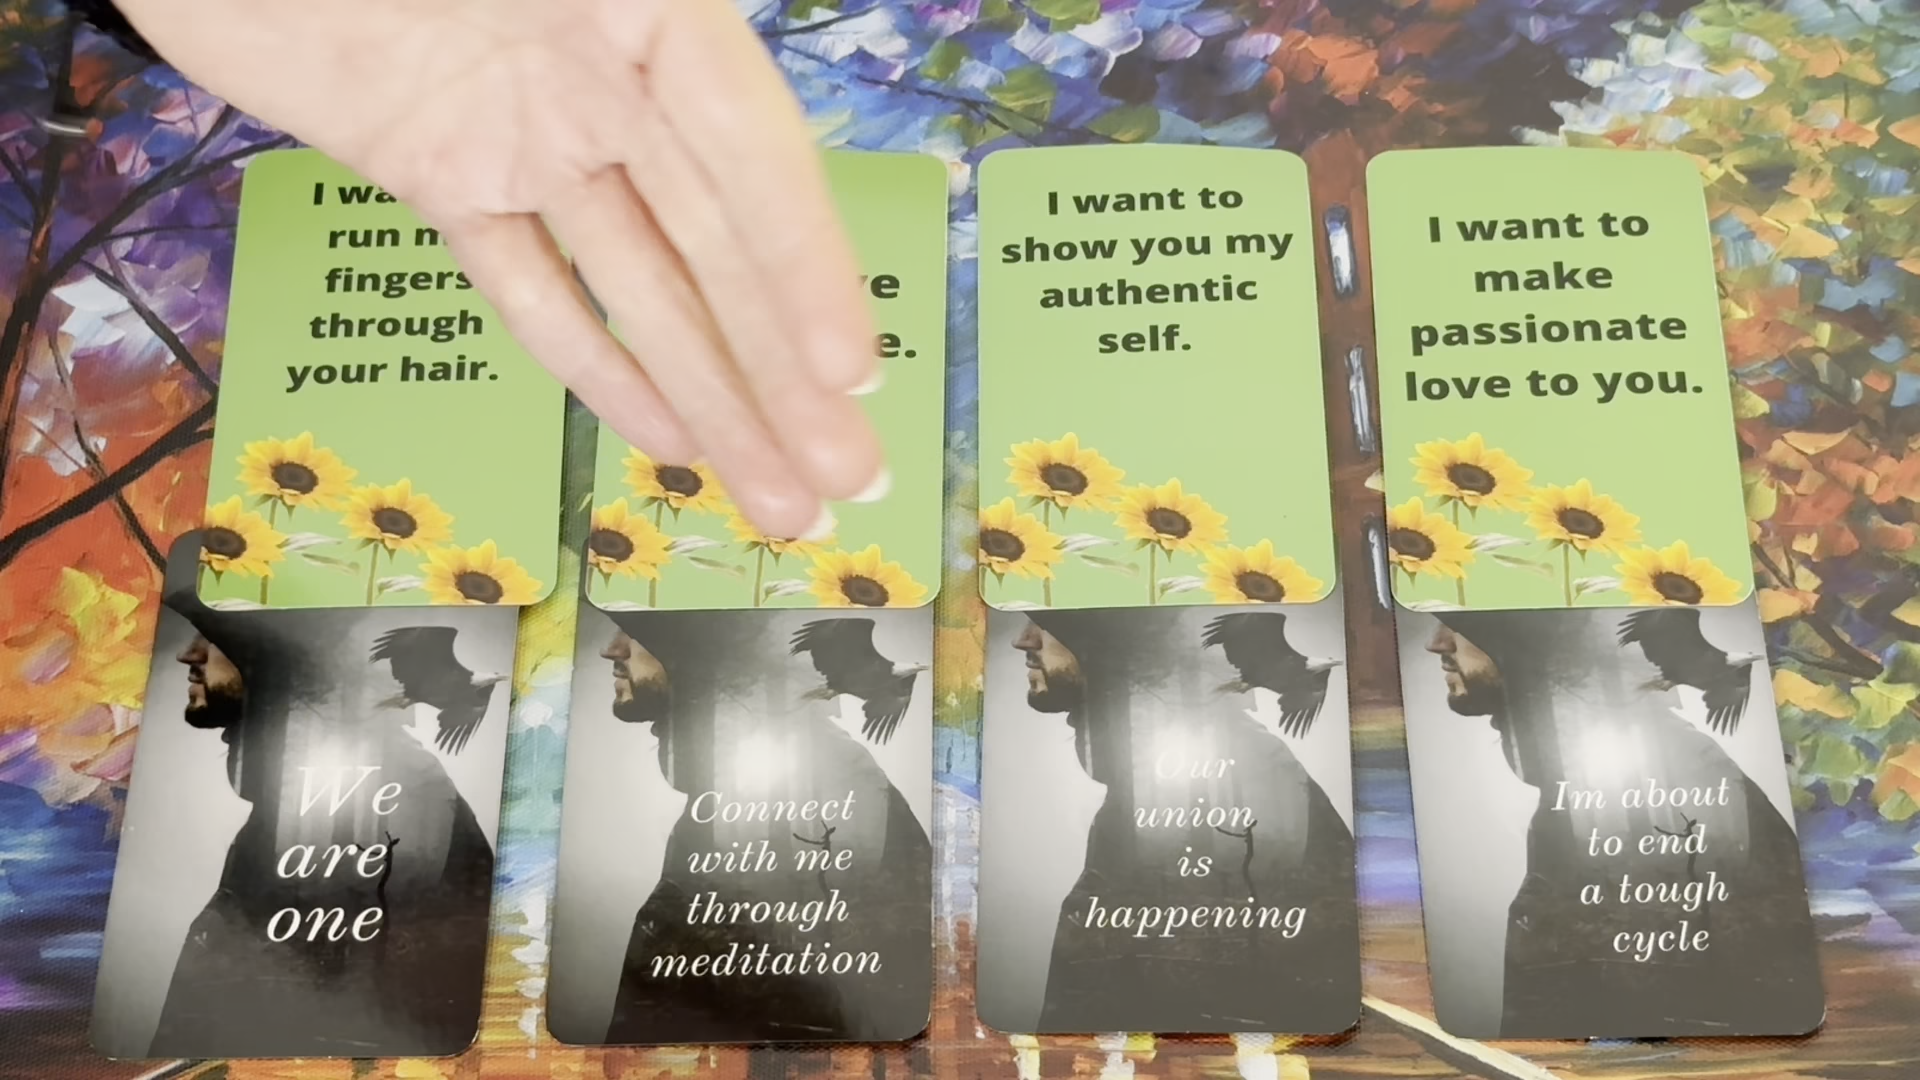 I
run
fingers
through
your hair.
I want to
show you my
authentic
self.
I want to
make
passionate
love to you.
We
are
one
Connect
with me
through
meditation
Our
union
is
happening
Im about
to end
a tough
cycle